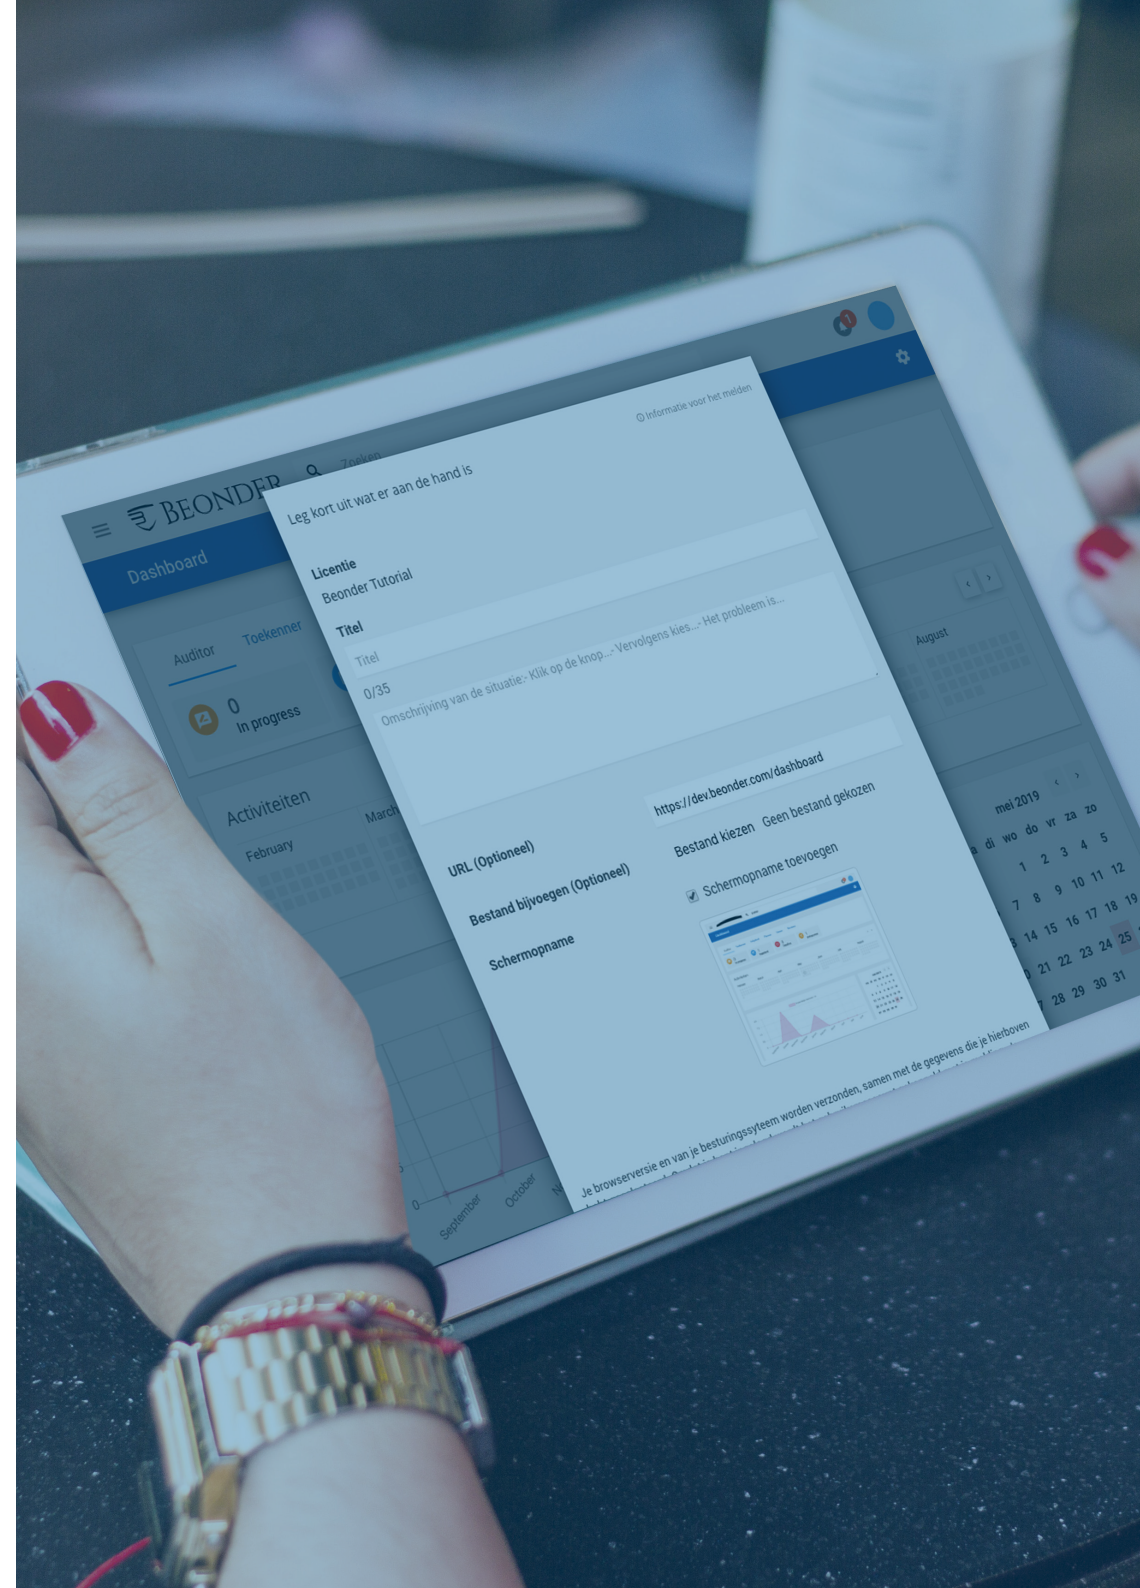 BEONDER
Zoeken
1
Dashboard
Auditor
Toekenner
0
In progress
Activiteiten
February
March
August
Informatie voor het melden
Leg kort uit wat er aan de hand is
Licentie
Beonder Tutorial
Titel
Titel
0/35
Omschrijving van de situatie:- Klik op de knop...- Vervolgens kies...- Het probleem is...
URL (Optioneel)
https://dev.beonder.com/dashboard
Bestand bijvoegen (Optioneel)
Bestand kiezen Geen bestand gekozen
Schermopname
Schermopname toevoegen
Je browserversie en van je besturingssyteem worden verzonden, samen met de gegevens die je hierboven
mei 2019
di wo do vr za zo
1 2 3 4 5
7 8 9 10 11 12
14 15 16 17 18 19
21 22 23 24 25
28 29 30 31
0
September
October